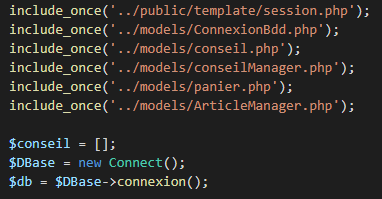 include_once('../public/template/session.php');
include_once('../models/ConnexionBdd.php');
include_once('../models/conseil.php');
include_once('../models/conseilManager.php');
include_once('../models/panier.php');
include_once('../models/ArticleManager.php');
$conseil = [];
$DBase = new Connect();
$db = $DBase->connexion();